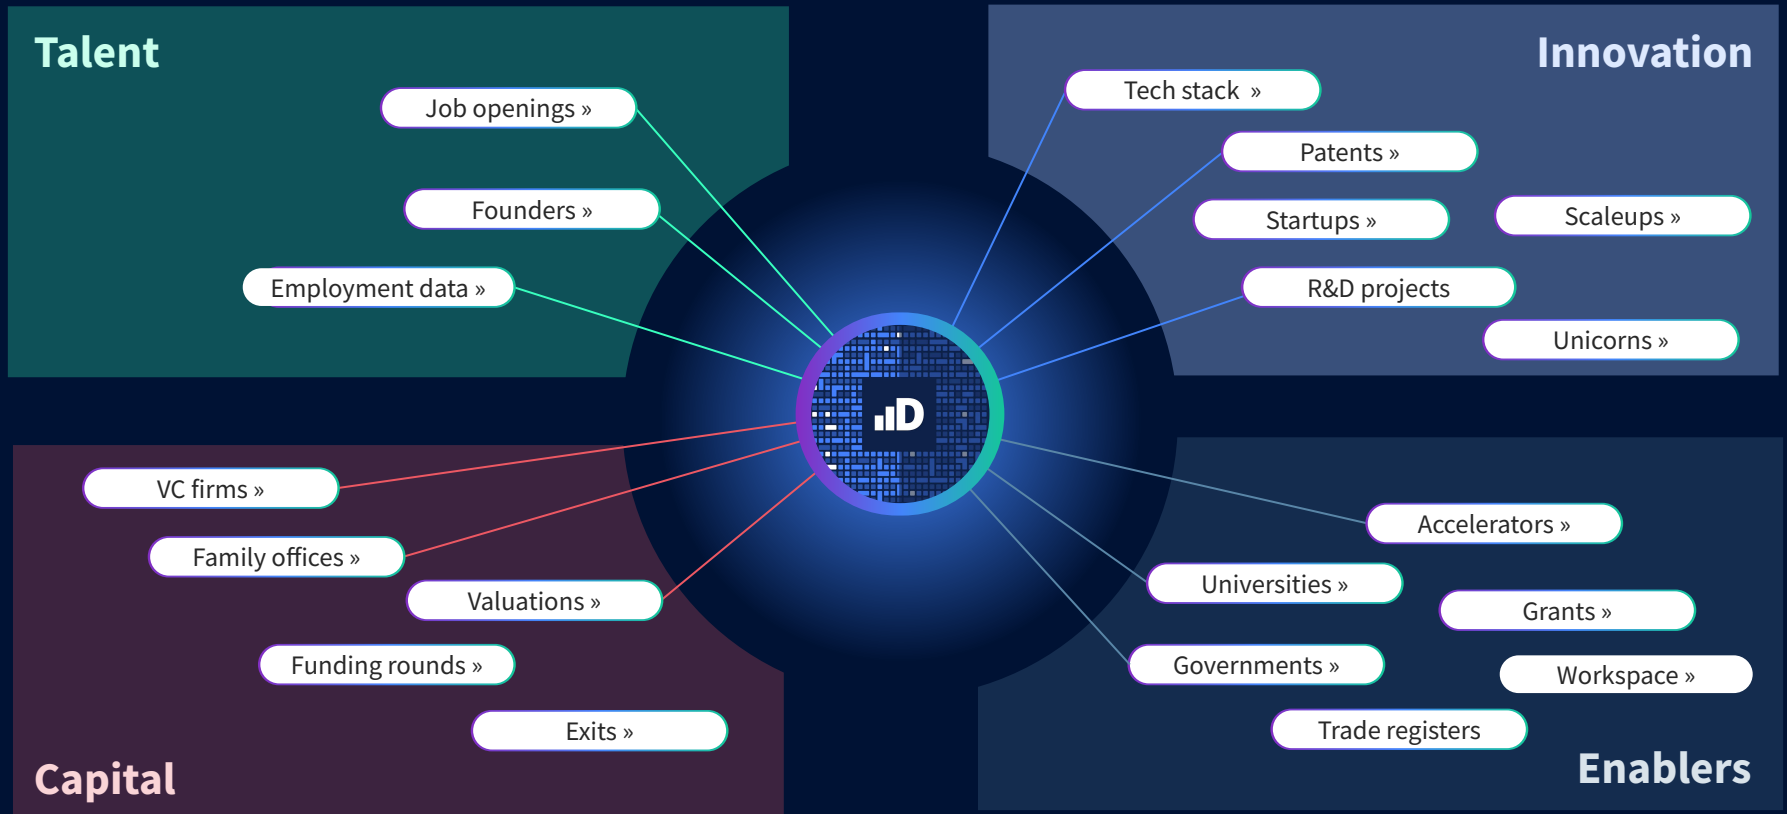 Talent
Job openings »
Founders »
Employment data »
Innovation
Tech stack »
Patents »
Startups »
Scaleups »
R&D projects
Unicorns »
D
VC firms »
Family offices »
Valuations »
Funding rounds »
Exits »
Capital
Accelerators »
Universities »
Grants »
Governments »
Workspace »
Trade registers
Enablers